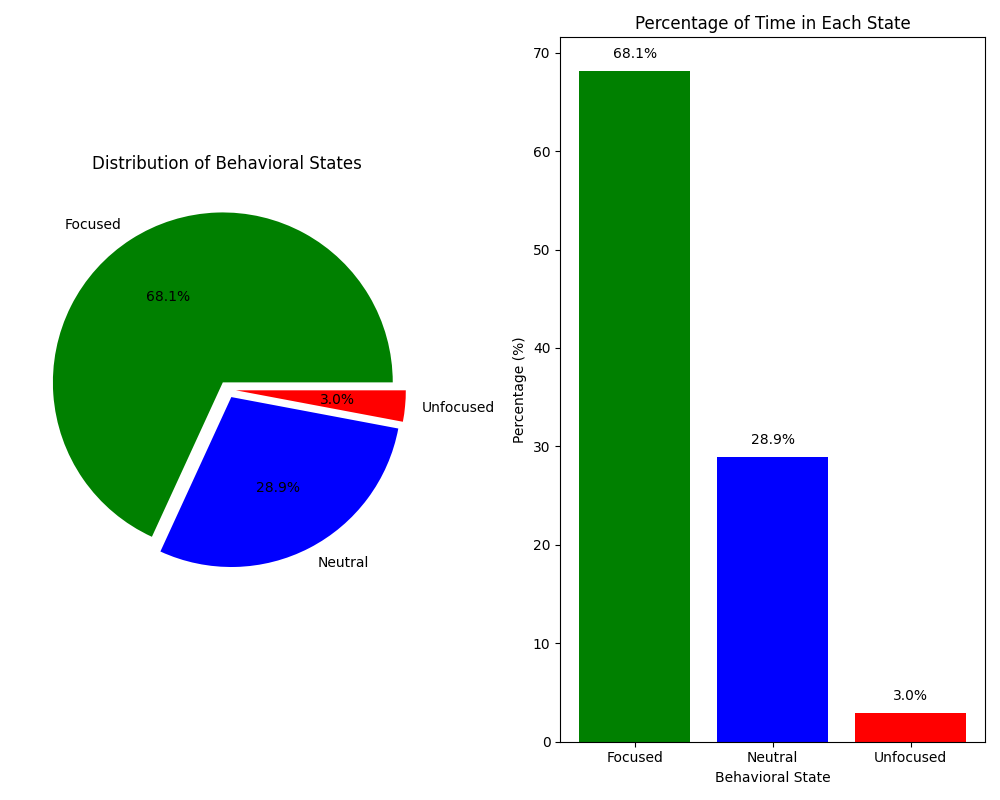 Distribution of Behavioral States
Focused
68.1%
3.0%
Unfocused
28.9%
Neutral
Percentage of Time in Each State
Percentage (%)
70
60
50
40
30
20
10
0
68.1%
28.9%
3.0%
Focused
Neutral
Unfocused
Behavioral State